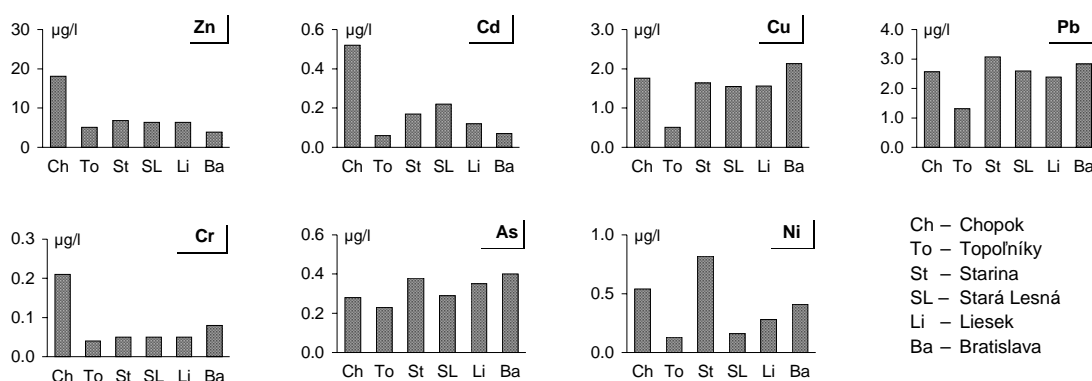 µg/l Zn
30
20
10
0
Ch To St SL Li Ba
µg/l Cd
0.6
0.4
0.2
0.0
Ch To St SL Li Ba
µg/l Cu
3.0
2.0
1.0
0.0
Ch To St SL Li Ba
µg/l Pb
4.0
3.0
2.0
1.0
0.0
Ch To St SL Li Ba
µg/l Cr
0.3
0.2
0.1
0.0
Ch To St SL Li Ba
µg/l As
0.6
0.4
0.2
0.0
Ch To St SL Li Ba
µg/l Ni
1.0
0.5
0.0
Ch To St SL Li Ba
Ch – Chopok
To – Topoľníky
St – Starina
SL – Stará Lesná
Li – Liesek
Ba – Bratislava